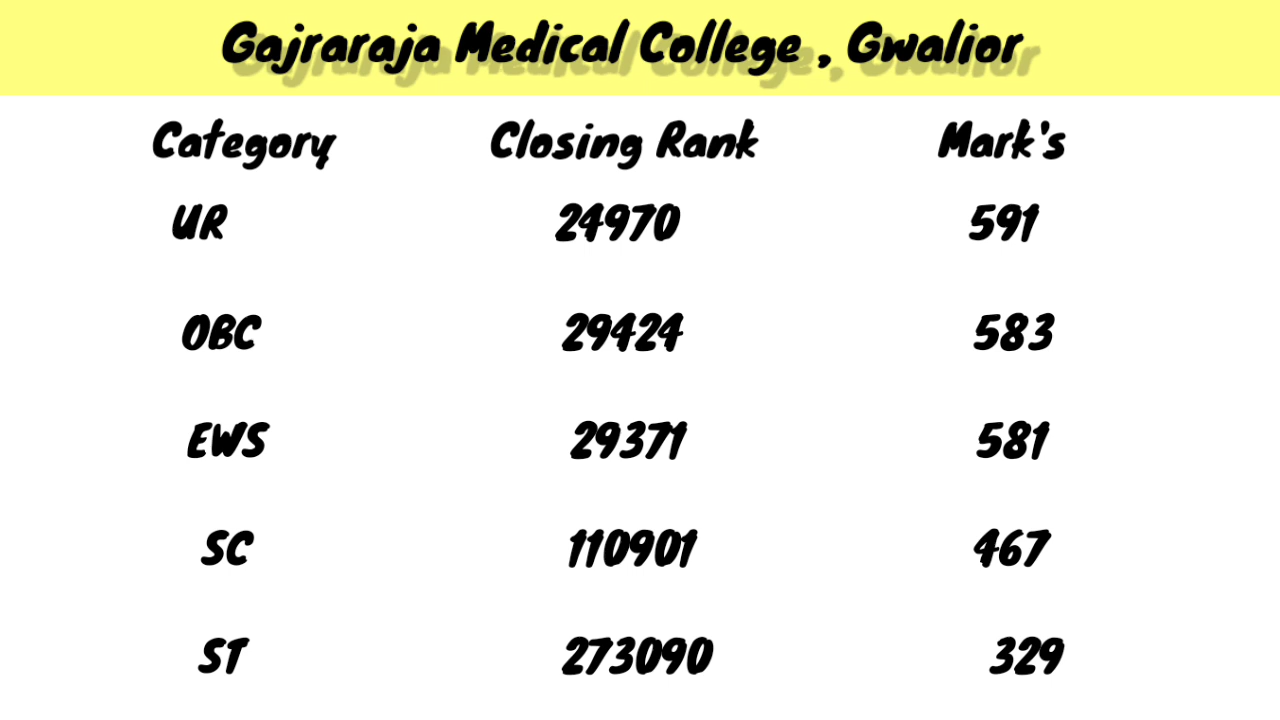 Gajraraja Medical College , Gwalior
Category Closing Rank Mark's
UR 24970 591
OBC 29424 583
EWS 29371 581
SC 110901 467
ST 273090 329